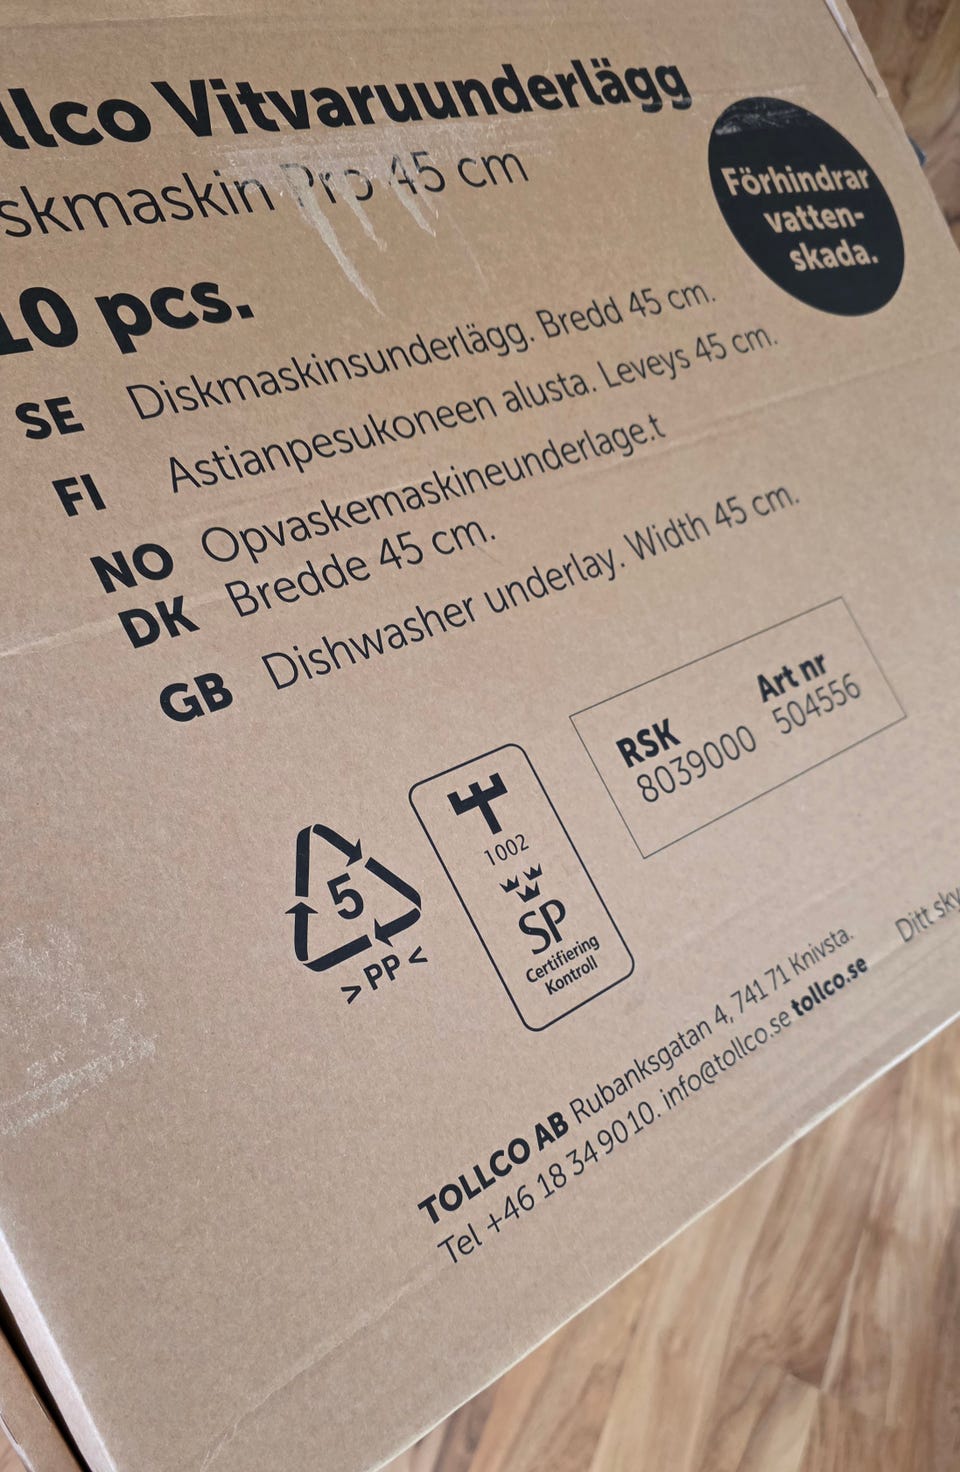 llco Vitvaruunderlägg
skmaskin Pro 45 cm
10 pcs.
Förhindrar
vatten-
skada.
SE Diskmaskinsunderlägg. Bredd 45 cm.
FI Astianpesukoneen alusta. Leveys 45 cm.
NO Opvaskemaskineunderlage.t
DK Bredde 45 cm.
GB Dishwasher underlay. Width 45 cm.
RSK Art nr
8039000 504556
5
>PP<
1002
SP
Certifiering
Kontroll
TOLLCO AB Rubanksgatan 4, 741 71 Knivsta.
Tel +46 18 34 90 10. info@tollco.se tollco.se
Ditt sky